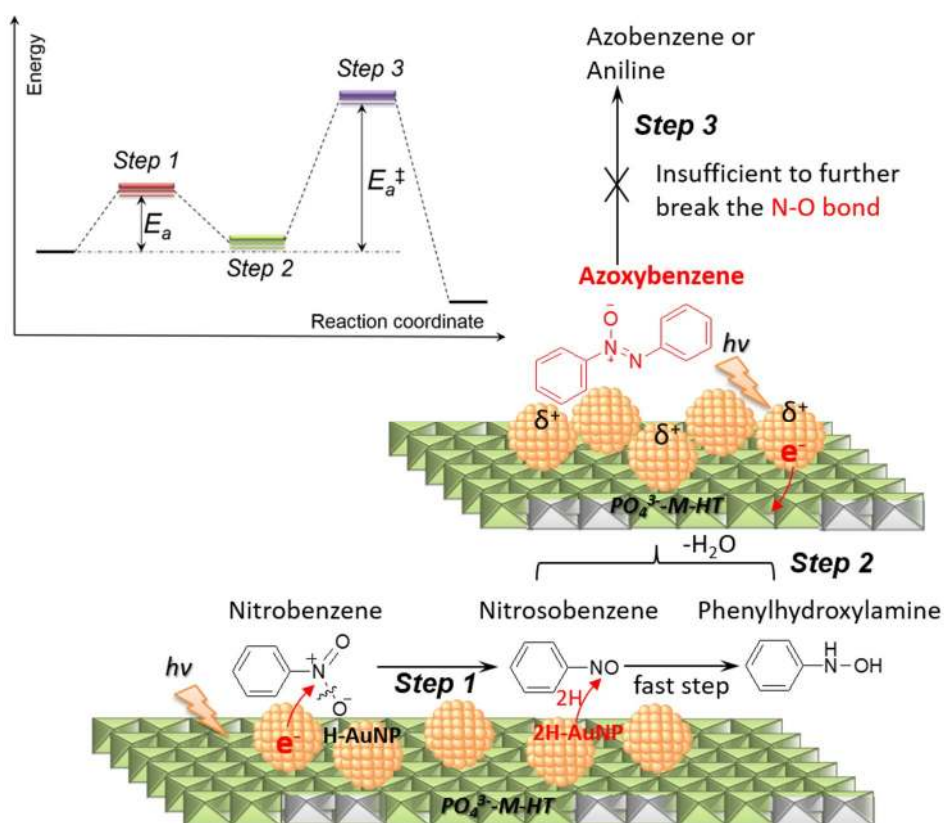 Energy
Step 1
Eₐ
Step 2
Step 3
Eₐ‡
Reaction coordinate
Azobenzene or
Aniline
Step 3
Insufficient to further
break the N-O bond
Azoxybenzene
O
-
N
+
N
hν
δ⁺
δ⁺
δ⁺
e⁻
PO₄³⁻-M-HT
-H₂O
Step 2
Nitrobenzene
Nitrosobenzene
Phenylhydroxylamine
hν
+
N
O
O
-
Step 1
NO
fast step
H
N
OH
2H
e⁻
H-AuNP
2H-AuNP
PO₄³⁻-M-HT